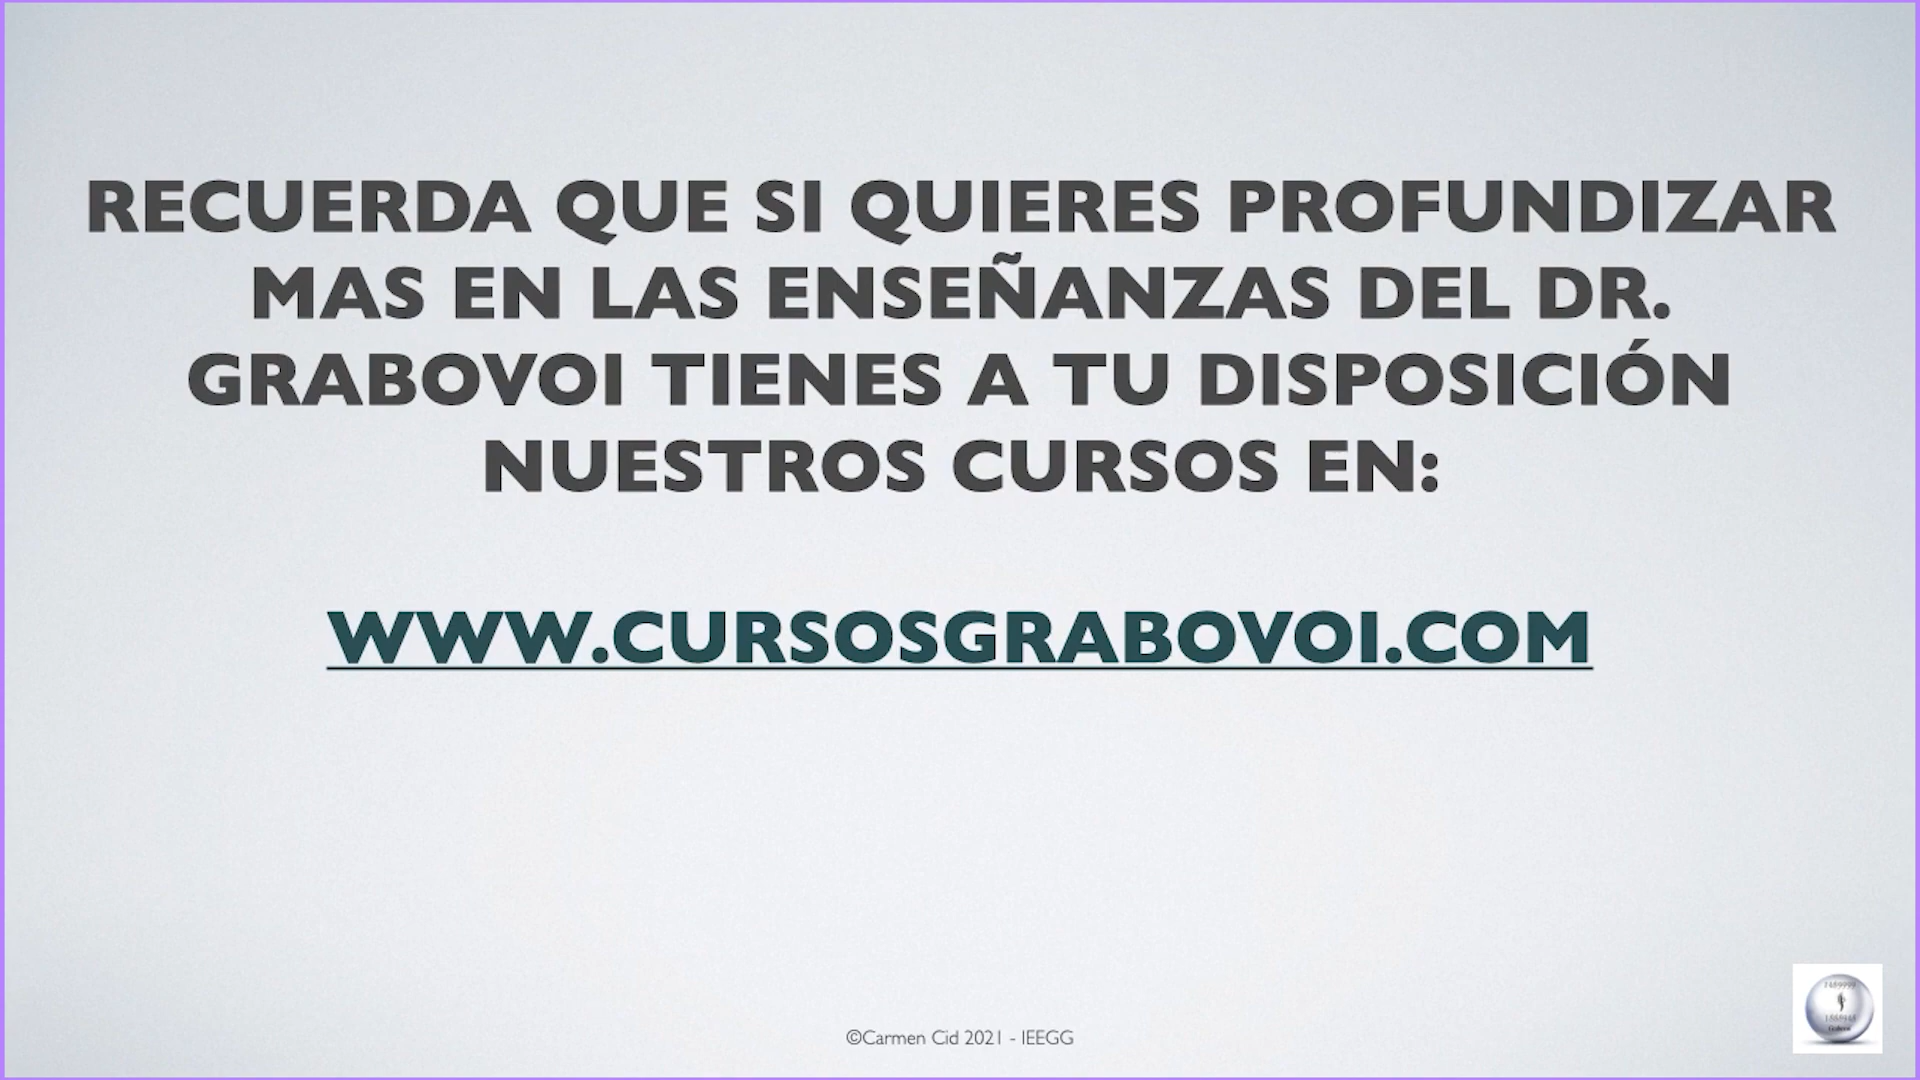 RECUERDA QUE SI QUIERES PROFUNDIZAR
MAS EN LAS ENSEÑANZAS DEL DR.
GRABOVOI TIENES A TU DISPOSICIÓN
NUESTROS CURSOS EN:
WWW.CURSOSGRABOVOI.COM
©Carmen Cid 2021 - IEEGG